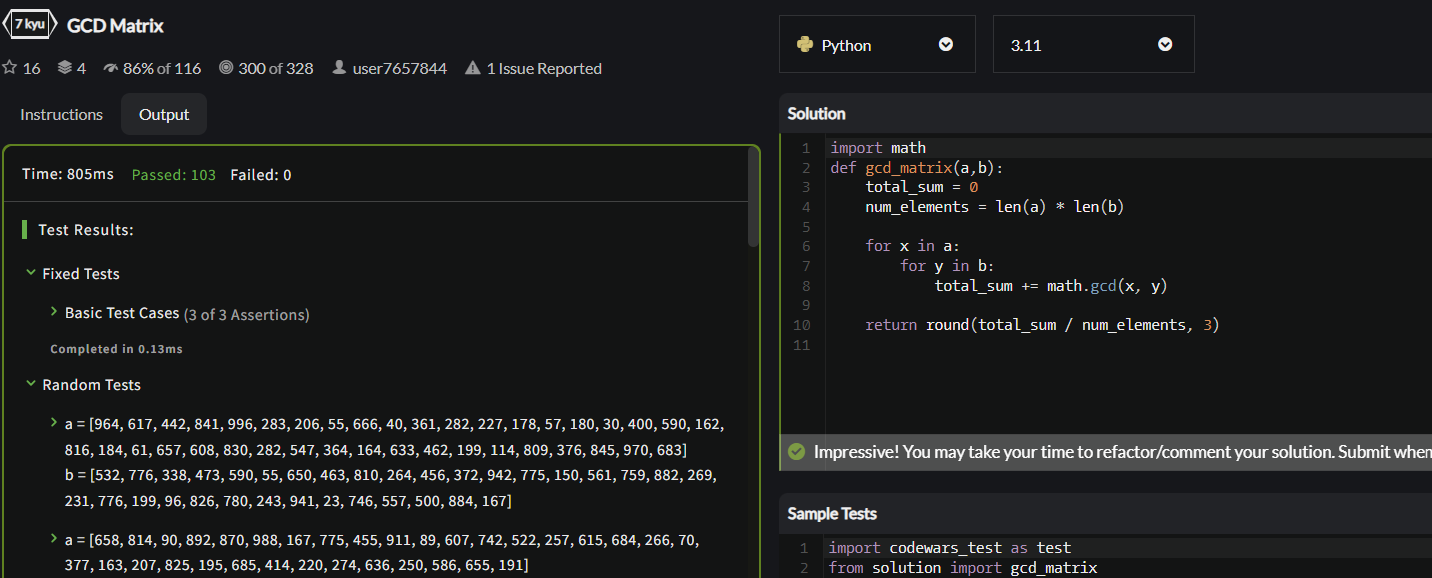 7 kyu GCD Matrix
16 4 86% of 116 300 of 328 user7657844 1 Issue Reported
Instructions Output
Time: 805ms Passed: 103 Failed: 0
Test Results:
Fixed Tests
Basic Test Cases (3 of 3 Assertions)
Completed in 0.13ms
Random Tests
a = [964, 617, 442, 841, 996, 283, 206, 55, 666, 40, 361, 282, 227, 178, 57, 180, 30, 400, 590, 162,
816, 184, 61, 657, 608, 830, 282, 547, 364, 164, 633, 462, 199, 114, 809, 376, 845, 970, 683]
b = [532, 776, 338, 473, 590, 55, 650, 463, 810, 264, 456, 372, 942, 775, 150, 561, 759, 882, 269,
231, 776, 199, 96, 826, 780, 243, 941, 23, 746, 557, 500, 884, 167]
a = [658, 814, 90, 892, 870, 988, 167, 775, 455, 911, 89, 607, 742, 522, 257, 615, 684, 266, 70,
377, 163, 207, 825, 195, 685, 414, 220, 274, 636, 250, 586, 655, 191]
Python 3.11
Solution
1 import math
2 def gcd_matrix(a,b):
3 total_sum = 0
4 num_elements = len(a) * len(b)
5
6 for x in a:
7 for y in b:
8 total_sum += math.gcd(x, y)
9
10 return round(total_sum / num_elements, 3)
11
Impressive! You may take your time to refactor/comment your solution. Submit when
Sample Tests
1 import codewars_test as test
2 from solution import gcd_matrix